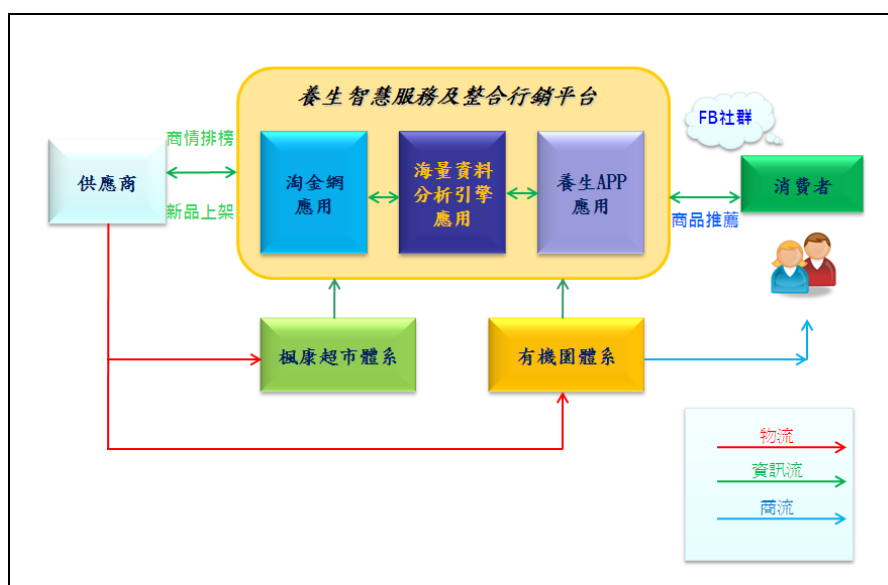 養生智慧服務及整合行銷平台
FB社群
商情排榜
供應商
新品上架
淘金網
應用
海量資料
分析引擎
應用
養生APP
應用
消費者
商品推薦
楓康超市體系
有機園體系
物流
資訊流
商流